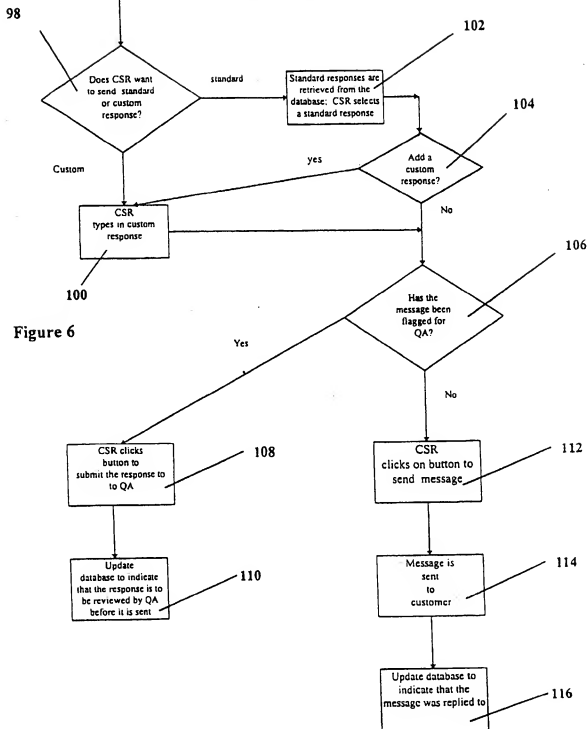 98
102
Does CSR want
to send standard
or custom
response?
standard
Standard responses are
retrieved from the
database; CSR selects
a standard response
104
Add a
custom
response?
yes
Custom
No
CSR
types in custom
response
100
106
Has the
message been
flagged for
QA?
Figure 6
Yes
No
CSR clicks
button to
submit the response to
to QA
108
CSR
clicks on button to
send message
112
Update
database to indicate
that the response is to
be reviewed by QA
before it is sent
110
Message is
sent
to
customer
114
Update database to
indicate that the
message was replied to
116